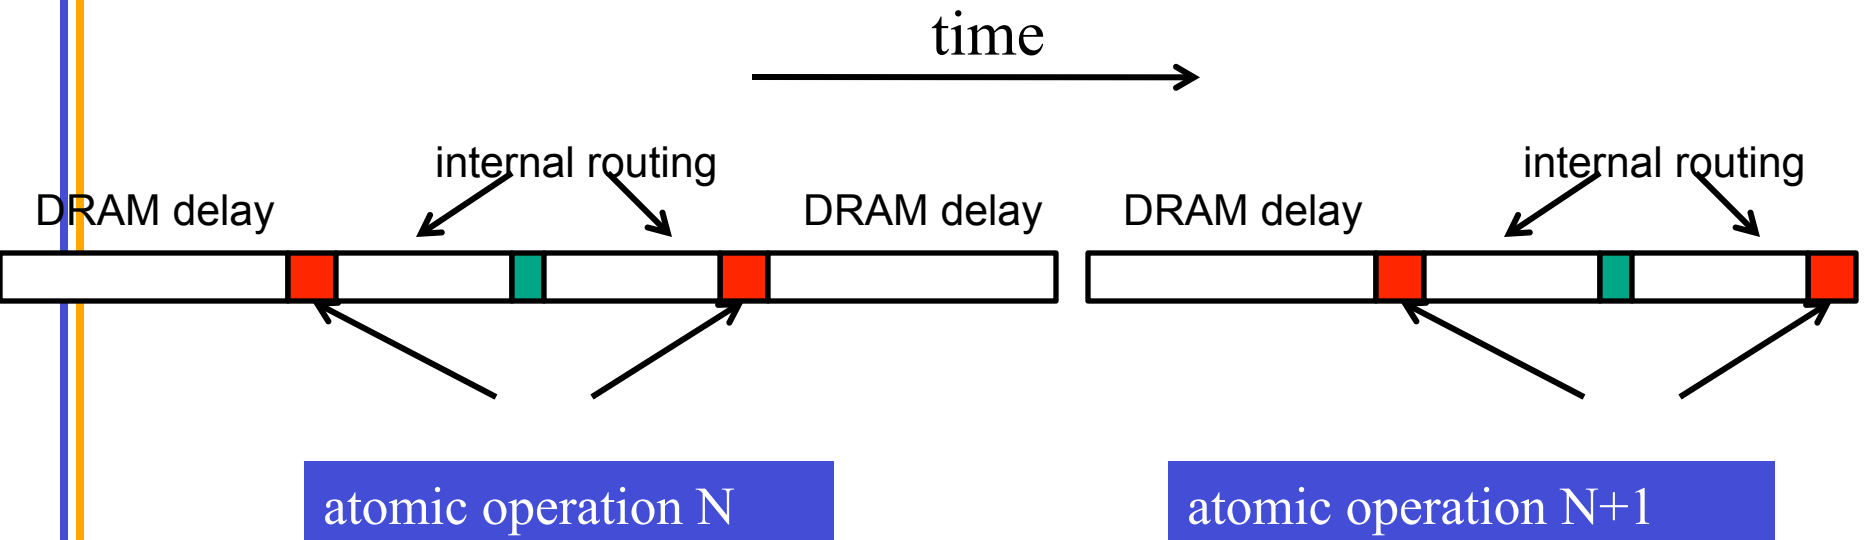 time
internal routing
internal routing
DRAM delay
DRAM delay
DRAM delay
atomic operation N
atomic operation N+1